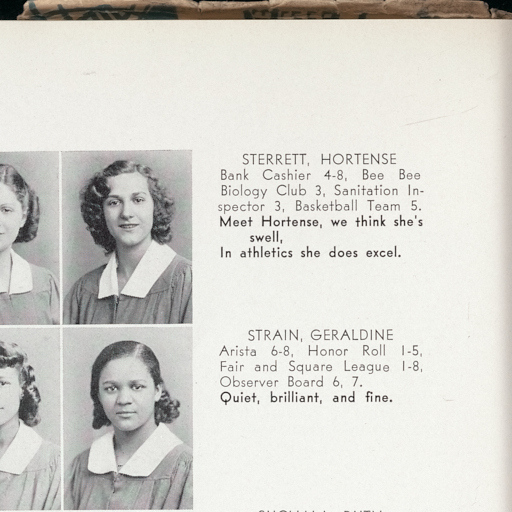 STERRETT, HORTENSE
Bank Cashier 4-8, Bee Bee
Biology Club 3, Sanitation In-
spector 3, Basketball Team 5.
Meet Hortense, we think she's
swell,
In athletics she does excel.
STRAIN, GERALDINE
Arista 6-8, Honor Roll 1-5,
Fair and Square League 1-8,
Observer Board 6, 7.
Quiet, brilliant, and fine.